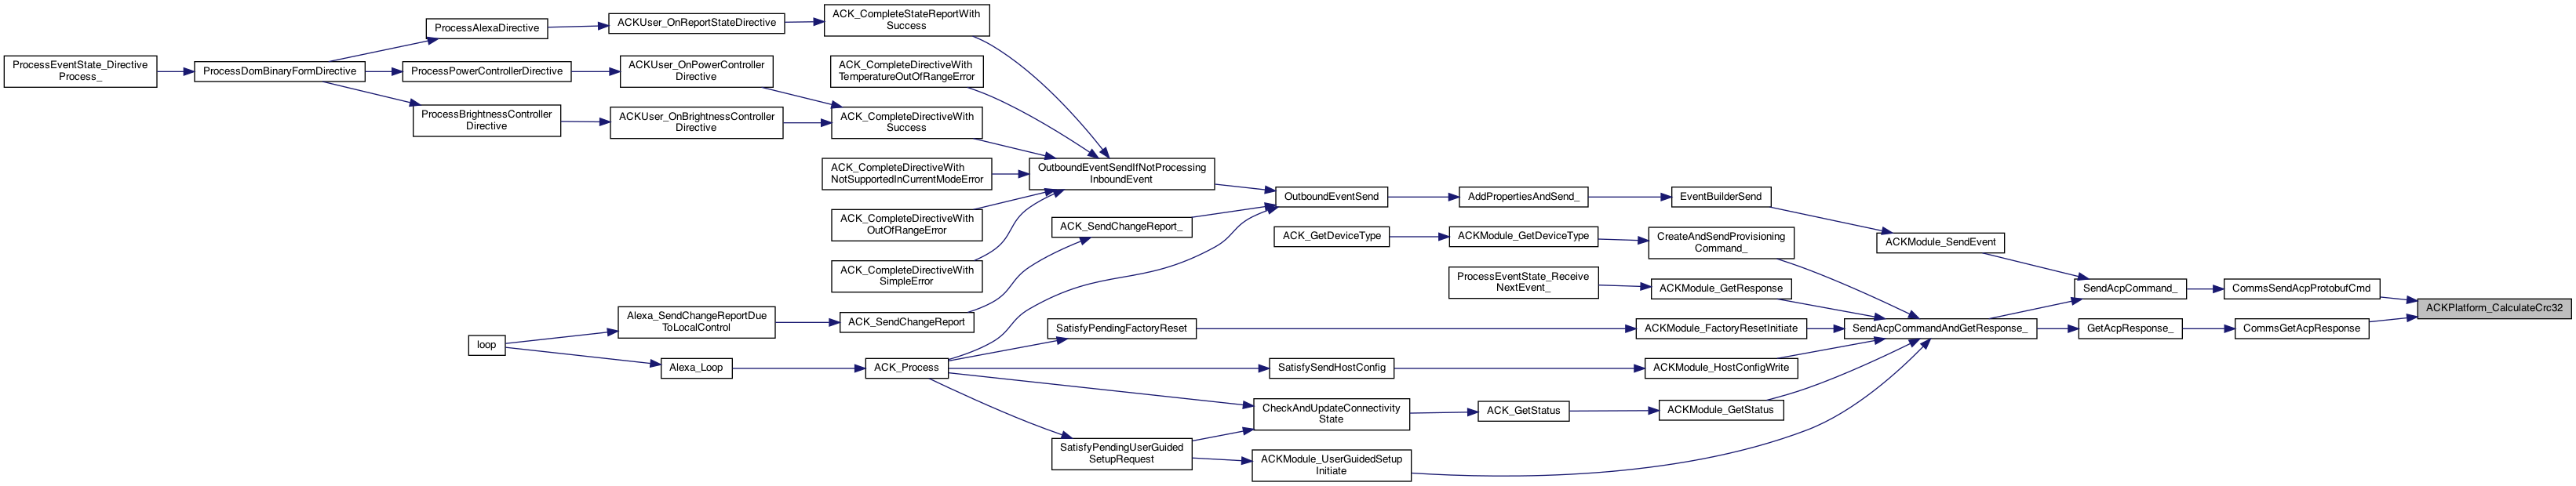 ProcessEventState_Directive
Process_
ProcessDomBinaryFormDirective
ProcessAlexaDirective
ProcessPowerControllerDirective
ProcessBrightnessController
Directive
ACKUser_OnReportStateDirective
ACKUser_OnPowerController
Directive
ACKUser_OnBrightnessController
Directive
ACK_CompleteStateReportWith
Success
ACK_CompleteDirectiveWith
TemperatureOutOfRangeError
ACK_CompleteDirectiveWith
Success
ACK_CompleteDirectiveWith
NotSupportedInCurrentModeError
ACK_CompleteDirectiveWith
OutOfRangeError
ACK_CompleteDirectiveWith
SimpleError
loop
Alexa_SendChangeReportDue
ToLocalControl
Alexa_Loop
ACK_SendChangeReport
ACK_Process
OutboundEventSendIfNotProcessing
InboundEvent
ACK_SendChangeReport_
SatisfyPendingFactoryReset
SatisfyPendingUserGuided
SetupRequest
OutboundEventSend
ACK_GetDeviceType
SatisfySendHostConfig
CheckAndUpdateConnectivity
State
ACKModule_UserGuidedSetup
Initiate
AddPropertiesAndSend_
ACKModule_GetDeviceType
ProcessEventState_Receive
NextEvent_
ACK_GetStatus
EventBuilderSend
CreateAndSendProvisioning
Command_
ACKModule_GetResponse
ACKModule_FactoryResetInitiate
ACKModule_HostConfigWrite
ACKModule_GetStatus
ACKModule_SendEvent
SendAcpCommandAndGetResponse_
SendAcpCommand_
GetAcpResponse_
CommsSendAcpProtobufCmd
CommsGetAcpResponse
ACKPlatform_CalculateCrc32